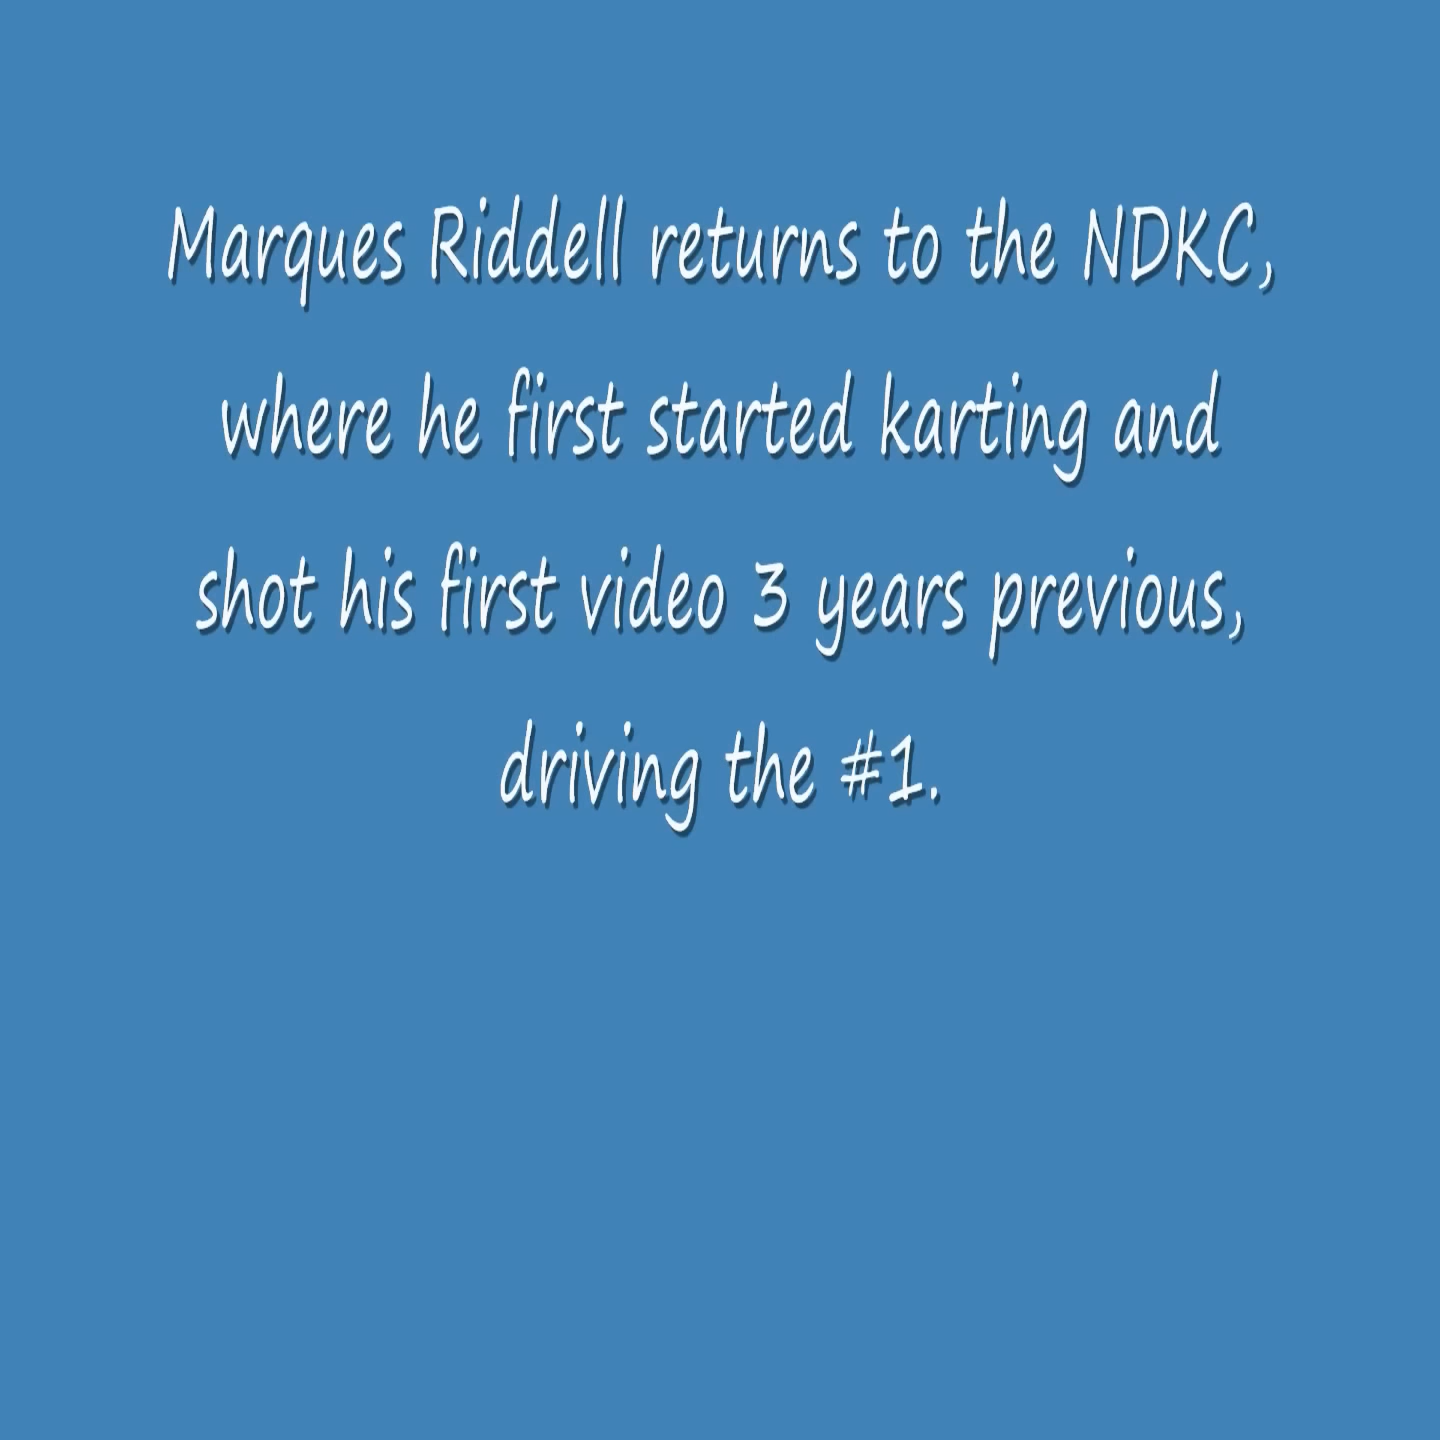 Marques Riddell returns to the NDKC,
where he first started karting and
shot his first video 3 years previous,
driving the #1.